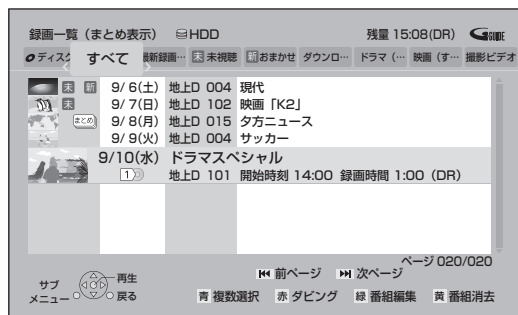 録画一覧（まとめ表示） HDD 残量 15:08(DR) G GUIDE
ディスク すべて 最新録画… 未 未視聴 新 おまかせ ダウンロ… ドラマ（… 映画（す… 撮影ビデオ
未 新 9/ 6(土) 地上D 004 現代
未 9/ 7(日) 地上D 102 映画「K2」
まとめ 9/ 8(月) 地上D 015 夕方ニュース
9/ 9(火) 地上D 004 サッカー
9/10(水) ドラマスペシャル
1 地上D 101 開始時刻 14:00 録画時間 1:00（DR）
ページ 020/020
前ページ 次ページ
サブメニュー 再生 戻る
青 複数選択 赤 ダビング 緑 番組編集 黄 番組消去